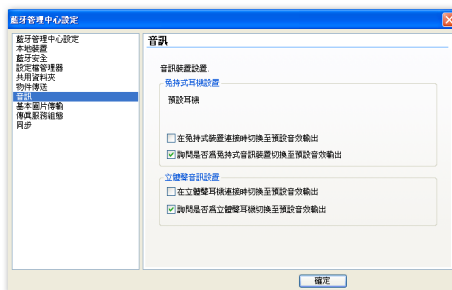 藍牙管理中心設定
藍牙管理中心設定
本地裝置
藍牙安全
設定檔管理器
共用資料夾
物件傳送
音訊
基本圖片傳輸
傳真服務組態
同步
音訊
音訊裝置設置.
免持式耳機設置
預設耳機
在免持式裝置連接時切換至預設音效輸出
詢問是否為免持式音訊裝置切換至預設音效輸出
立體聲音訊設置
在立體聲耳機連接時切換至預設音效輸出
詢問是否為立體聲耳機切換至預設音效輸出
確定